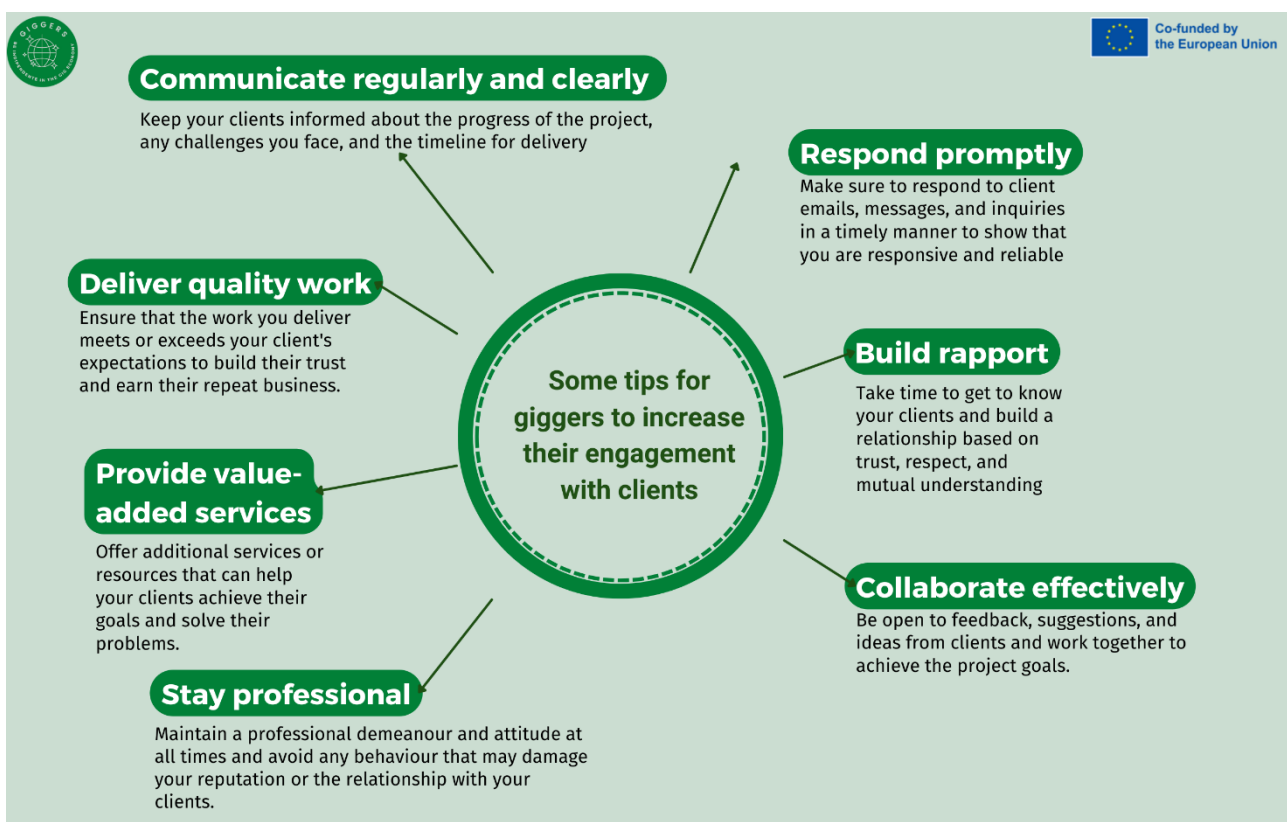 GIGGERS
BE INDEPENDENTS IN THE GIG ECONOMY
Co-funded by
the European Union
Communicate regularly and clearly
Keep your clients informed about the progress of the project,
any challenges you face, and the timeline for delivery
Respond promptly
Make sure to respond to client
emails, messages, and inquiries
in a timely manner to show that
you are responsive and reliable
Deliver quality work
Ensure that the work you deliver
meets or exceeds your client's
expectations to build their trust
and earn their repeat business.
Build rapport
Take time to get to know
your clients and build a
relationship based on
trust, respect, and
mutual understanding
Some tips for
giggers to increase
their engagement
with clients
Provide value-
added services
Offer additional services or
resources that can help
your clients achieve their
goals and solve their
problems.
Collaborate effectively
Be open to feedback, suggestions, and
ideas from clients and work together to
achieve the project goals.
Stay professional
Maintain a professional demeanour and attitude at
all times and avoid any behaviour that may damage
your reputation or the relationship with your
clients.